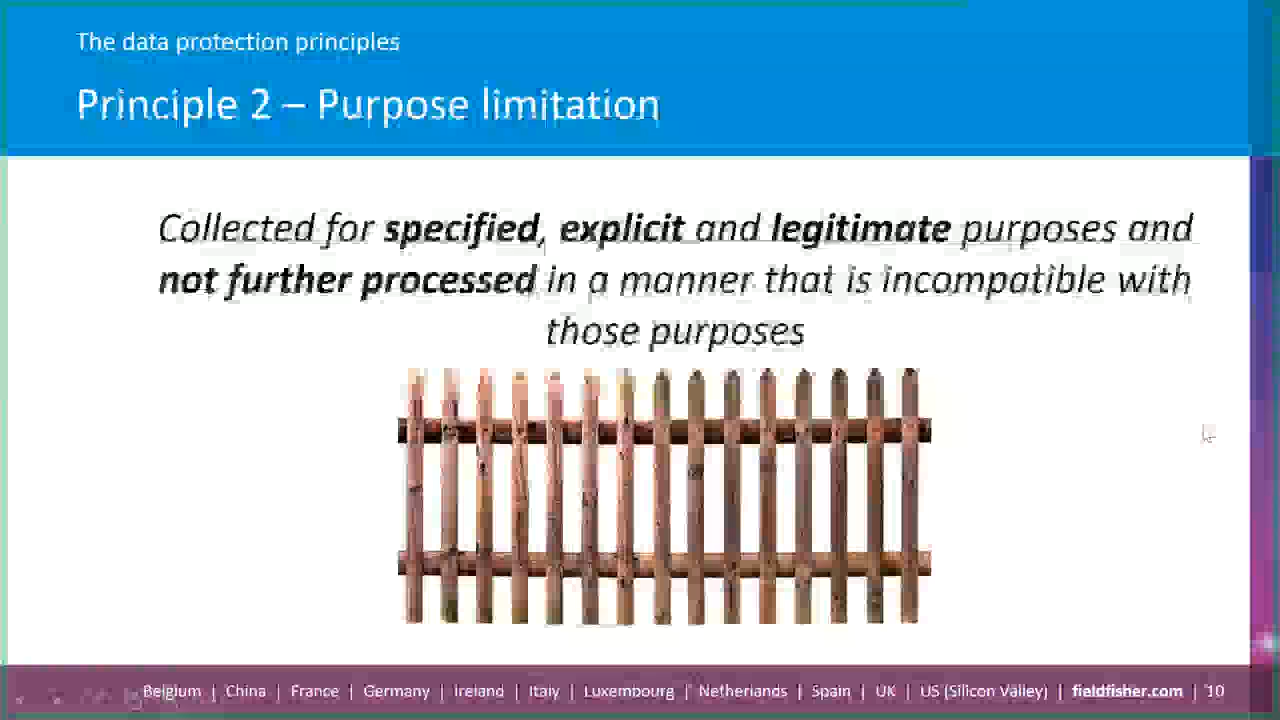 The data protection principles
Principle 2 – Purpose limitation
Collected for specified, explicit and legitimate purposes and
not further processed in a manner that is incompatible with
those purposes
Belgium | China | France | Germany | Ireland | Italy | Luxembourg | Netherlands | Spain | UK | US (Silicon Valley) | fieldfisher.com | 10